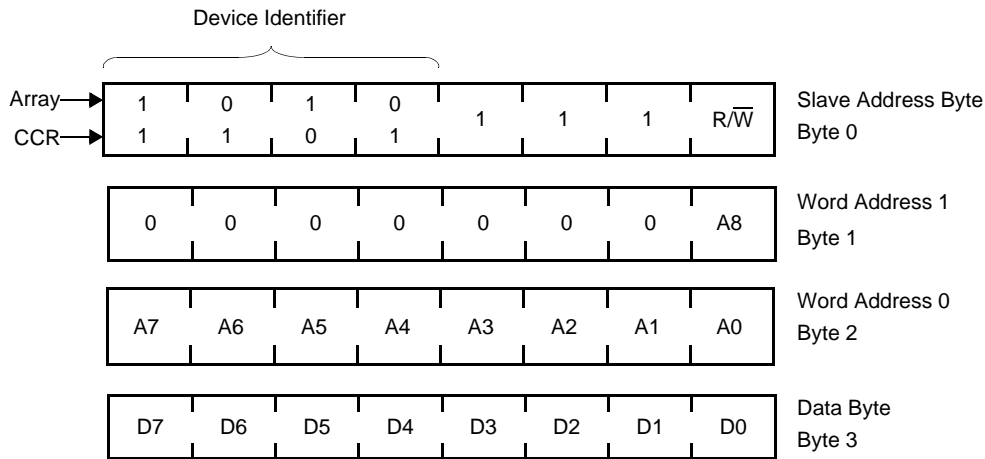 Device Identifier
Array 1 0 1 0 1 1 1 R/W̅ Slave Address Byte
CCR 1 1 0 1 Byte 0
0 0 0 0 0 0 0 A8 Word Address 1
Byte 1
A7 A6 A5 A4 A3 A2 A1 A0 Word Address 0
Byte 2
D7 D6 D5 D4 D3 D2 D1 D0 Data Byte
Byte 3